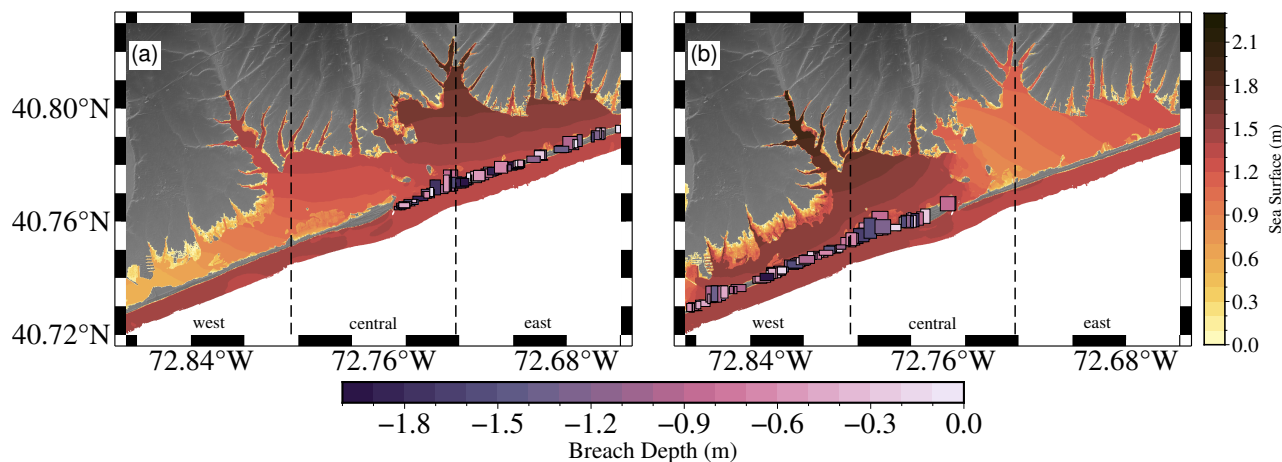 (a)
(b)
40.80°N
40.76°N
40.72°N
west
central
east
west
central
east
72.84°W
72.76°W
72.68°W
72.84°W
72.76°W
72.68°W
2.1
1.8
1.5
1.2
0.9
0.6
0.3
0.0
Sea Surface (m)
−1.8
−1.5
−1.2
−0.9
−0.6
−0.3
0.0
Breach Depth (m)